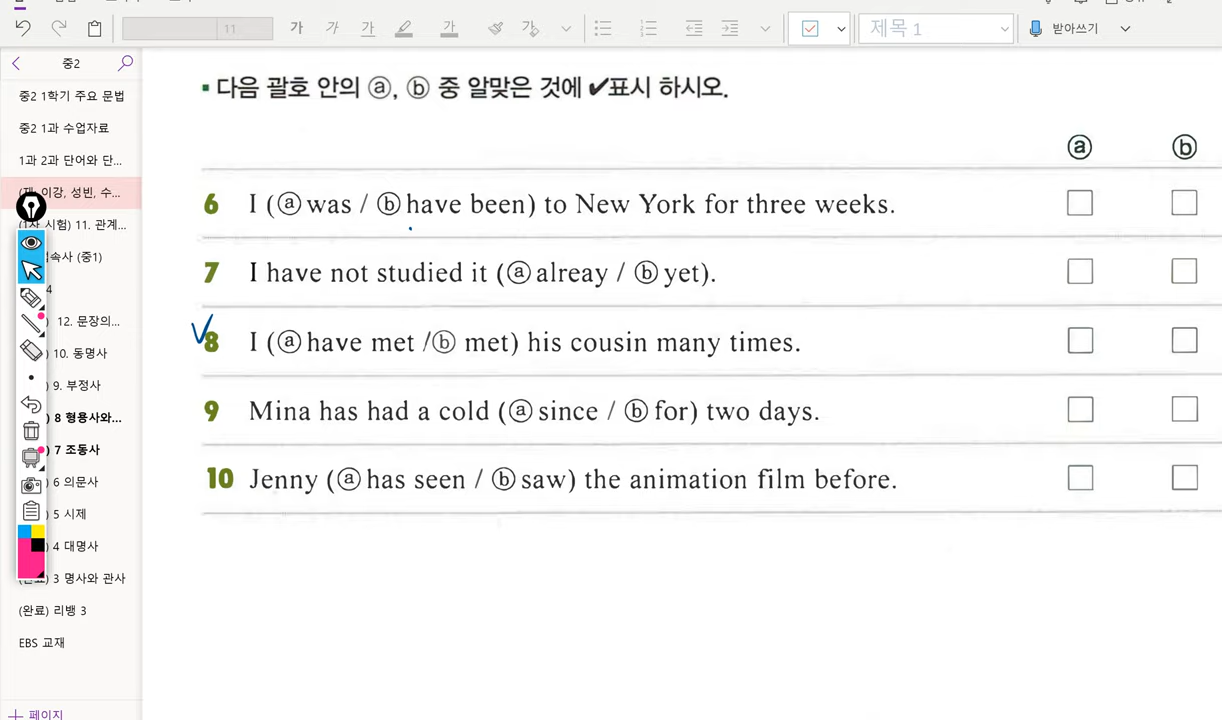 11
가 가 가 가 가
제목 1
받아쓰기
중2
중2 1학기 주요 문법
중2 1과 수업자료
1과 2과 단어와 단...
이강, 성빈, 수...
시험) 11. 관계...
속사 (중1)
4
) 12. 문장의...
) 10. 동명사
) 9. 부정사
) 8 형용사와...
) 7 조동사
) 6 의문사
) 5 시제
) 4 대명사
) 3 명사와 관사
(완료) 리뱅 3
EBS 교재
페이지
▪ 다음 괄호 안의 ⓐ, ⓑ 중 알맞은 것에 ✔표시 하시오.
ⓐ ⓑ
6 I (ⓐ was / ⓑ have been) to New York for three weeks.
7 I have not studied it (ⓐ alreay / ⓑ yet).
8 I (ⓐ have met /ⓑ met) his cousin many times.
9 Mina has had a cold (ⓐ since / ⓑ for) two days.
10 Jenny (ⓐ has seen / ⓑ saw) the animation film before.